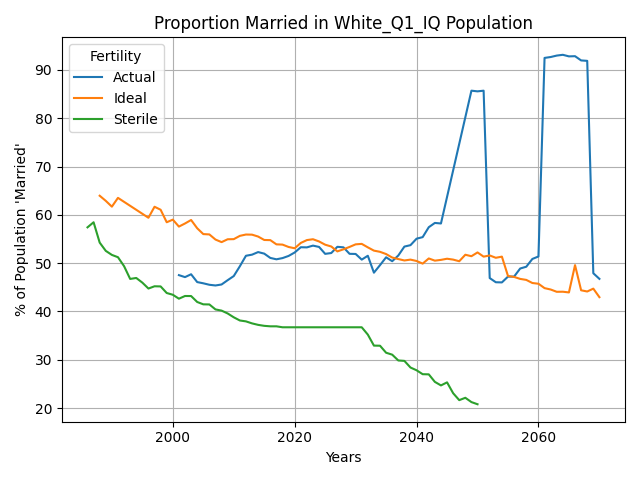 Proportion Married in White_Q1_IQ Population
Fertility
Actual
Ideal
Sterile
% of Population 'Married'
90
80
70
60
50
40
30
20
2000
2020
2040
2060
Years